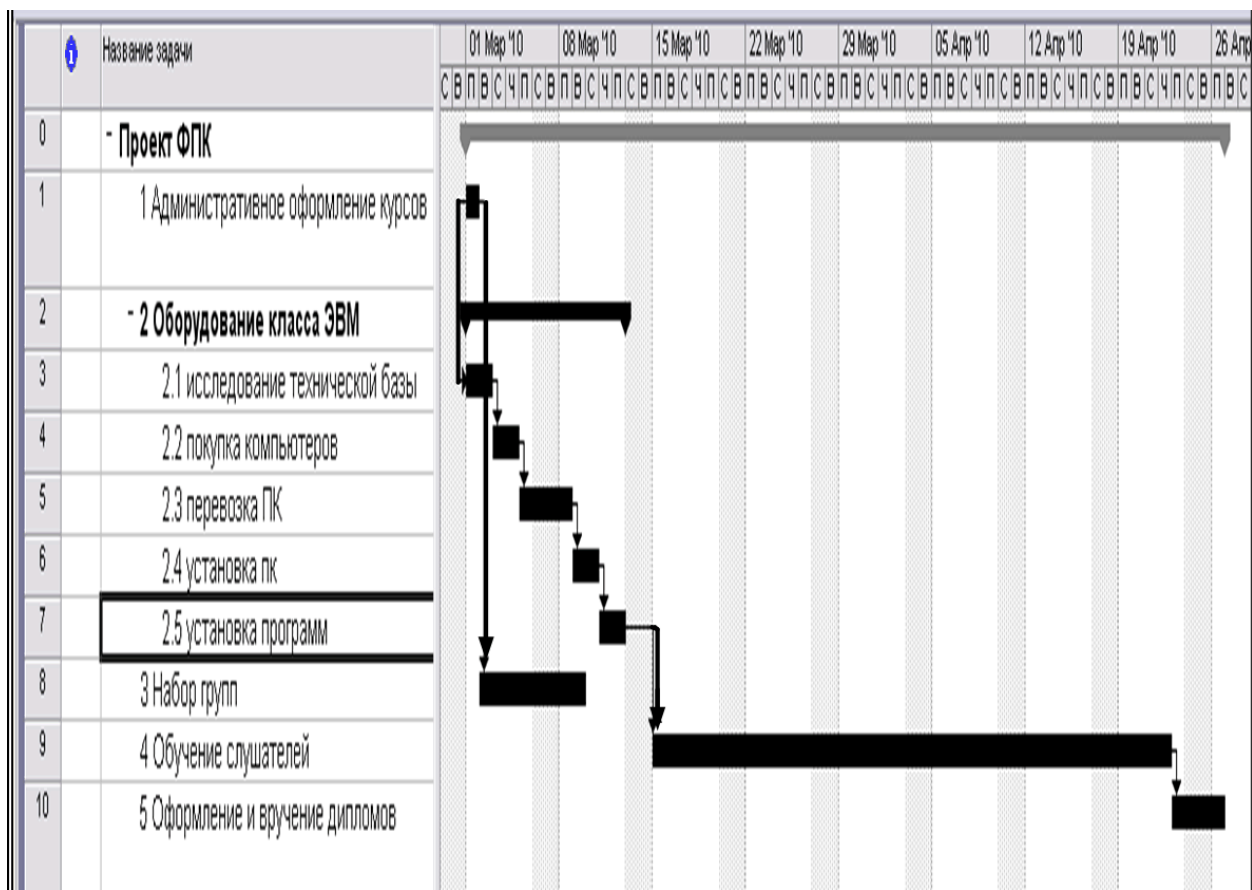 Название задачи
01 Мар '10 08 Мар '10 15 Мар '10 22 Мар '10 29 Мар '10 05 Апр '10 12 Апр '10 19 Апр '10 26 Апр
С В П В С Ч П С В П В С Ч П С В П В С Ч П С В П В С Ч П С В П В С Ч П С В П В С Ч П С В П В С Ч П С В П В С Ч П С В П В С
0 - Проект ФПК
1 1 Административное оформление курсов
2 - 2 Оборудование класса ЭВМ
3 2.1 исследование технической базы
4 2.2 покупка компьютеров
5 2.3 перевозка ПК
6 2.4 установка пк
7 2.5 установка программ
8 3 Набор групп
9 4 Обучение слушателей
10 5 Оформление и вручение дипломов